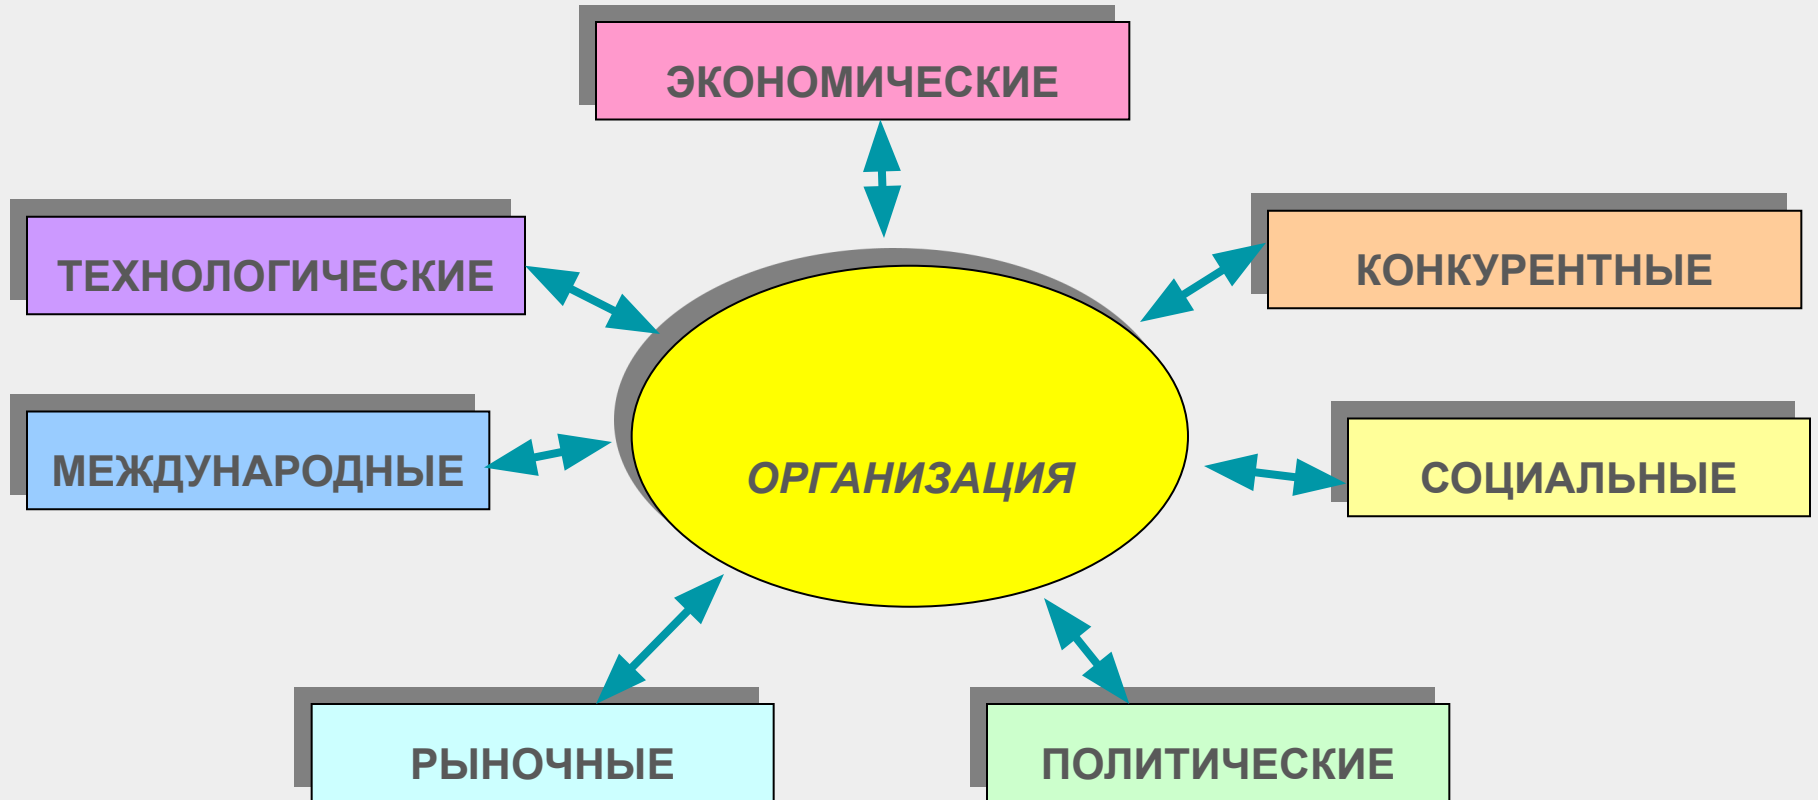 ЭКОНОМИЧЕСКИЕ
ТЕХНОЛОГИЧЕСКИЕ
КОНКУРЕНТНЫЕ
МЕЖДУНАРОДНЫЕ
ОРГАНИЗАЦИЯ
СОЦИАЛЬНЫЕ
РЫНОЧНЫЕ
ПОЛИТИЧЕСКИЕ